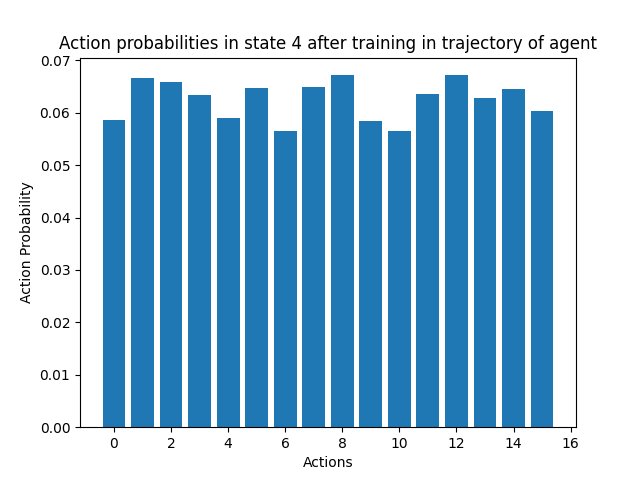 Action probabilities in state 4 after training in trajectory of agent
0.07
0.06
0.05
0.04
0.03
0.02
0.01
0.00
Action Probability
0 2 4 6 8 10 12 14 16
Actions